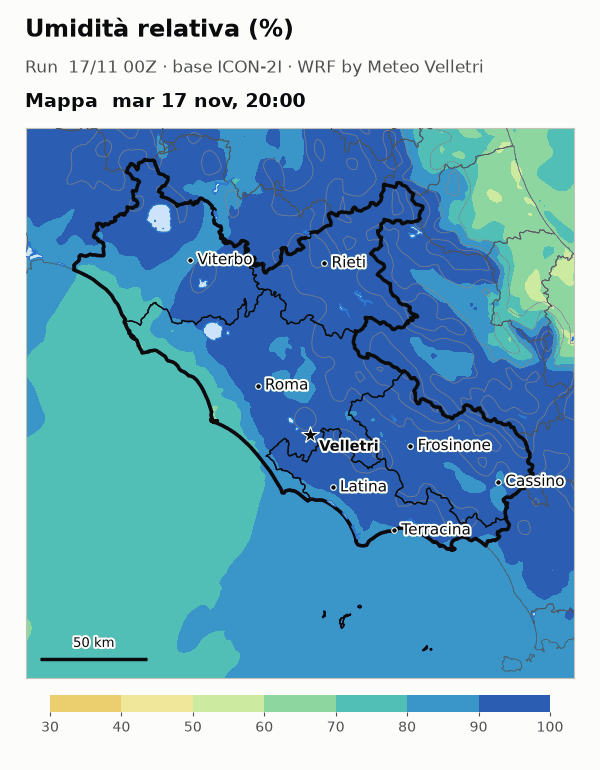 Umidità relativa (%)
Run  17/11 00Z · base ICON-2I · WRF by Meteo Velletri
Mappa  mar 17 nov, 20:00
Viterbo
Rieti
Roma
Velletri
Frosinone
Cassino
Latina
Terracina
50 km
30 40 50 60 70 80 90 100